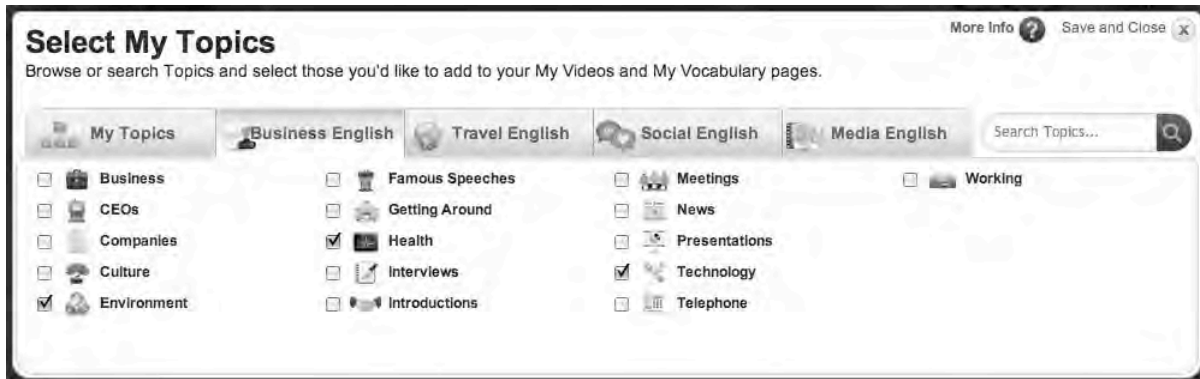 More Info ? Save and Close x
Select My Topics
Browse or search Topics and select those you'd like to add to your My Videos and My Vocabulary pages.
My Topics Business English Travel English Social English Media English Search Topics...
Business Famous Speeches Meetings Working
CEOs Getting Around News
Companies Health Presentations
Culture Interviews Technology
Environment Introductions Telephone